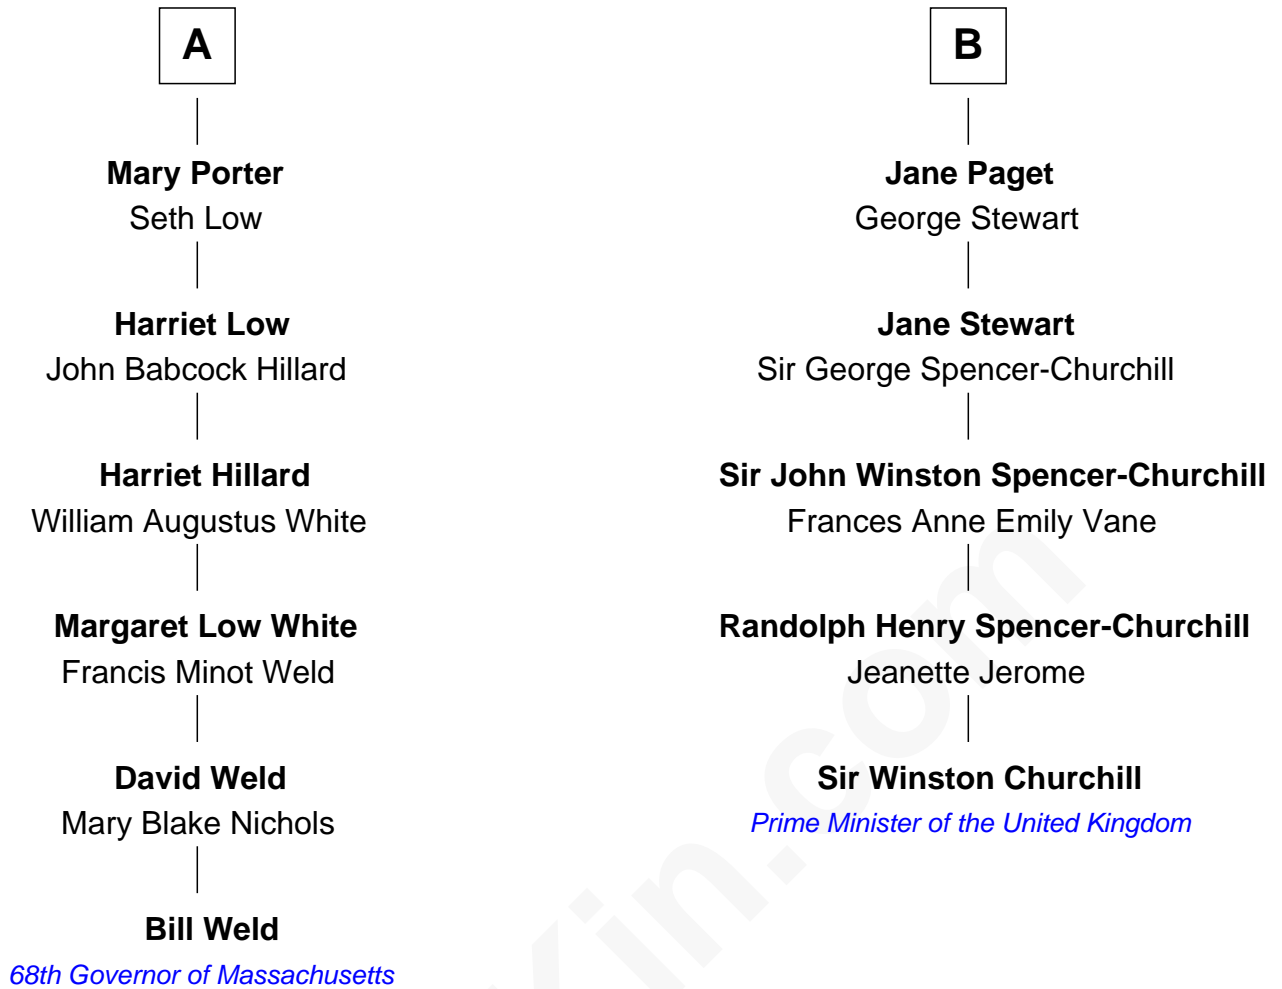 A
Mary Porter
Seth Low
Harriet Low
John Babcock Hillard
Harriet Hillard
William Augustus White
Margaret Low White
Francis Minot Weld
David Weld
Mary Blake Nichols
Bill Weld
68th Governor of Massachusetts
B
Jane Paget
George Stewart
Jane Stewart
Sir George Spencer-Churchill
Sir John Winston Spencer-Churchill
Frances Anne Emily Vane
Randolph Henry Spencer-Churchill
Jeanette Jerome
Sir Winston Churchill
Prime Minister of the United Kingdom
Kin.com